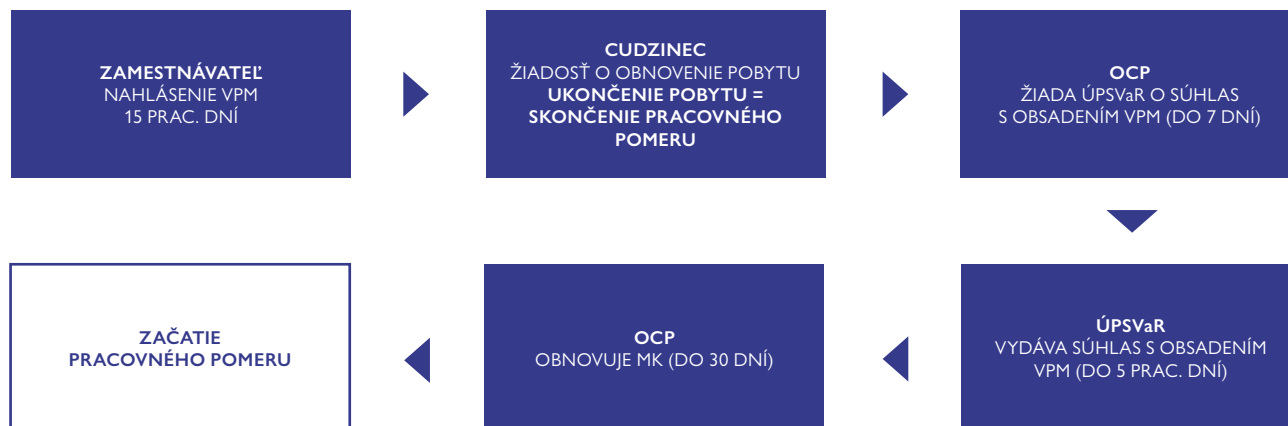 ZAMESTNÁVATEĽ
NAHLÁSENIE VPM
15 PRAC. DNÍ
CUDZINEC
ŽIADOSŤ O OBNOVENIE POBYTU
UKONČENIE POBYTU =
SKONČENIE PRACOVNÉHO
POMERU
OCP
ŽIADA ÚPSVaR O SÚHLAS
S OBSADENÍM VPM (DO 7 DNÍ)
ÚPSVaR
VYDÁVA SÚHLAS S OBSADENÍM
VPM (DO 5 PRAC. DNÍ)
OCP
OBNOVUJE MK (DO 30 DNÍ)
ZAČATIE
PRACOVNÉHO POMERU